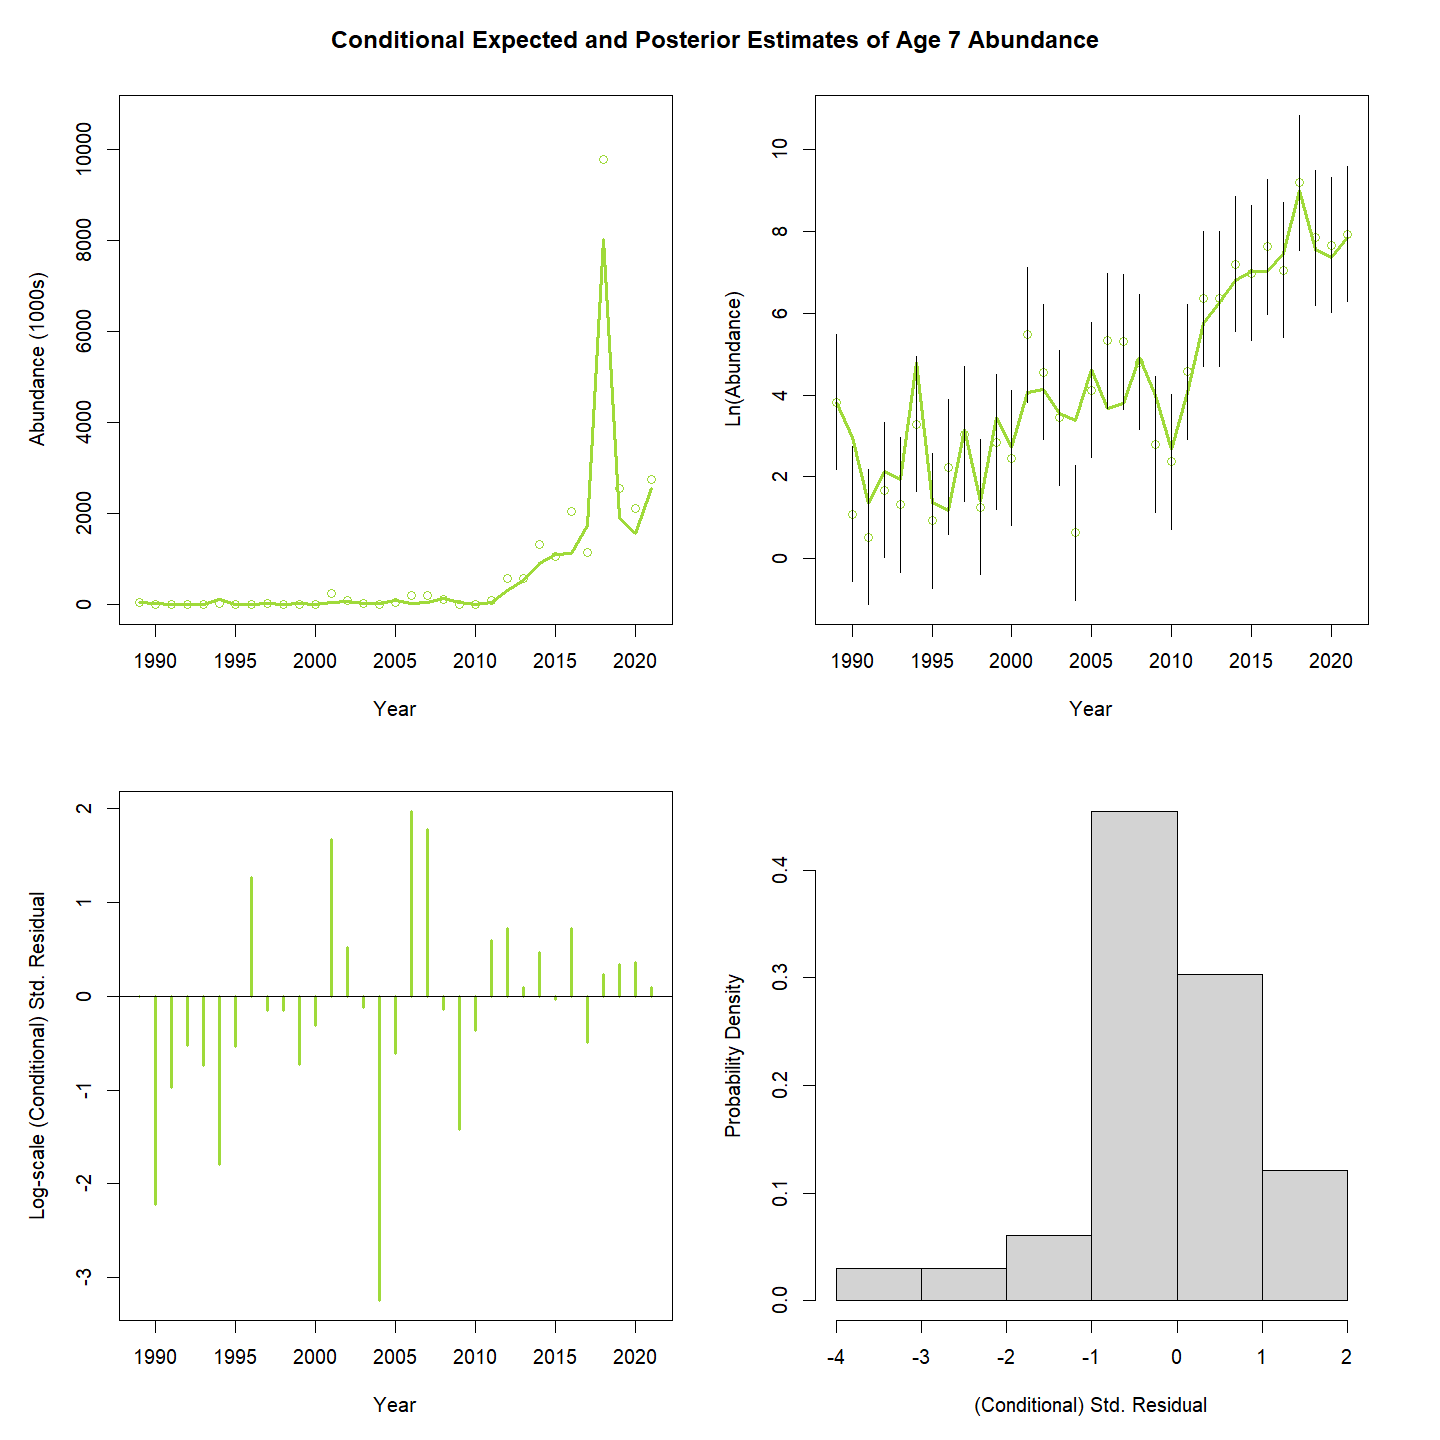 Conditional Expected and Posterior Estimates of Age 7 Abundance
Abundance (1000s)
10000
8000
6000
4000
2000
0
1990 1995 2000 2005 2010 2015 2020
Year
Ln(Abundance)
10
8
6
4
2
0
1990 1995 2000 2005 2010 2015 2020
Year
Log-scale (Conditional) Std. Residual
2
1
0
-1
-2
-3
1990 1995 2000 2005 2010 2015 2020
Year
Probability Density
0.4
0.3
0.2
0.1
0.0
-4 -3 -2 -1 0 1 2
(Conditional) Std. Residual